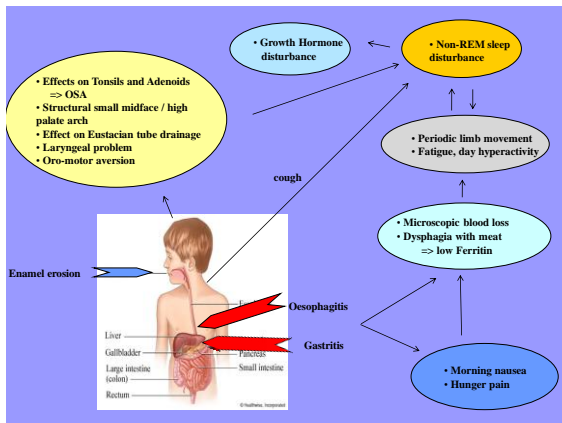 • Growth Hormone
disturbance
• Non-REM sleep
disturbance
• Effects on Tonsils and Adenoids
=> OSA
• Structural small midface / high
palate arch
• Effect on Eustacian tube drainage
• Laryngeal problem
• Oro-motor aversion
• Periodic limb movement
• Fatigue, day hyperactivity
cough
• Microscopic blood loss
• Dysphagia with meat
=> low Ferritin
Enamel erosion
Oesophagitis
Gastritis
Liver
Gallbladder
Large intestine
(colon)
Rectum
Pancreas
Small intestine
• Morning nausea
• Hunger pain